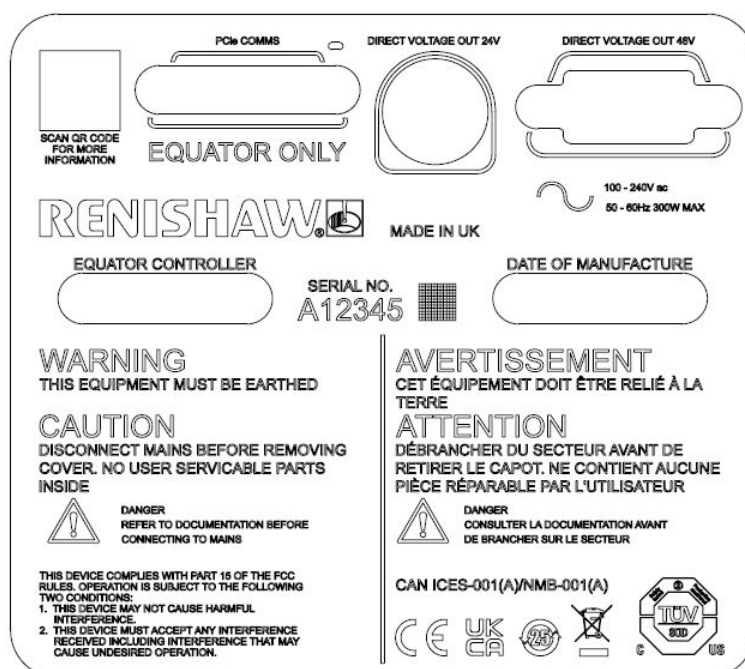 PCIe COMMS
DIRECT VOLTAGE OUT 24V
DIRECT VOLTAGE OUT 48V
SCAN QR CODE
FOR MORE
INFORMATION
EQUATOR ONLY
100 - 240V ac
50 - 60Hz 300W MAX
RENISHAW®
MADE IN UK
EQUATOR CONTROLLER
SERIAL NO.
A12345
DATE OF MANUFACTURE
WARNING
THIS EQUIPMENT MUST BE EARTHED
CAUTION
DISCONNECT MAINS BEFORE REMOVING
COVER. NO USER SERVICABLE PARTS
INSIDE
DANGER
REFER TO DOCUMENTATION BEFORE
CONNECTING TO MAINS
THIS DEVICE COMPLIES WITH PART 15 OF THE FCC
RULES. OPERATION IS SUBJECT TO THE FOLLOWING
TWO CONDITIONS:
1. THIS DEVICE MAY NOT CAUSE HARMFUL
INTERFERENCE.
2. THIS DEVICE MUST ACCEPT ANY INTERFERENCE
RECEIVED INCLUDING INTERFERENCE THAT MAY
CAUSE UNDESIRED OPERATION.
AVERTISSEMENT
CET ÉQUIPEMENT DOIT ÊTRE RELIÉ À LA
TERRE
ATTENTION
DÉBRANCHER DU SECTEUR AVANT DE
RETIRER LE CAPOT. NE CONTIENT AUCUNE
PIÈCE RÉPARABLE PAR L'UTILISATEUR
DANGER
CONSULTER LA DOCUMENTATION AVANT
DE BRANCHER SUR LE SECTEUR
CAN ICES-001(A)/NMB-001(A)
CE
UK
CA
25
TÜV
SÜD
C US